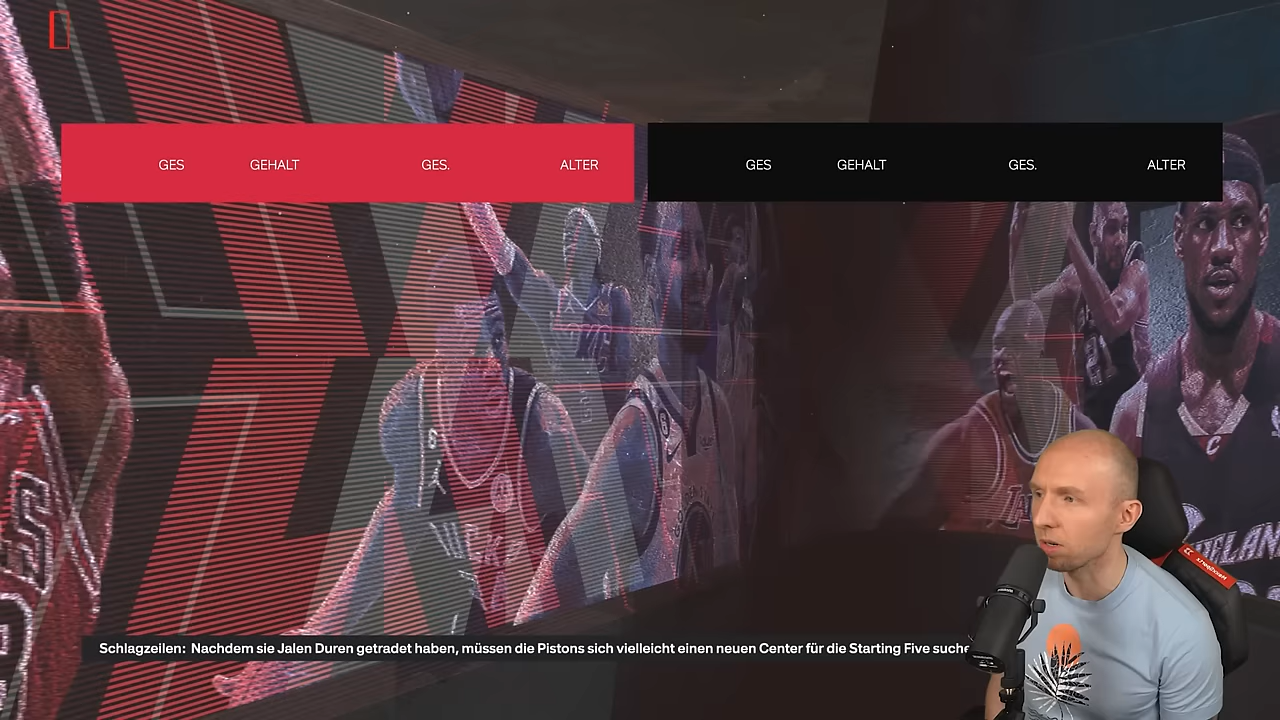 GES GEHALT GES. ALTER
GES GEHALT GES. ALTER
C
Schlagzeilen: Nachdem sie Jalen Duren getradet haben, müssen die Pistons sich vielleicht einen neuen Center für die Starting Five suche